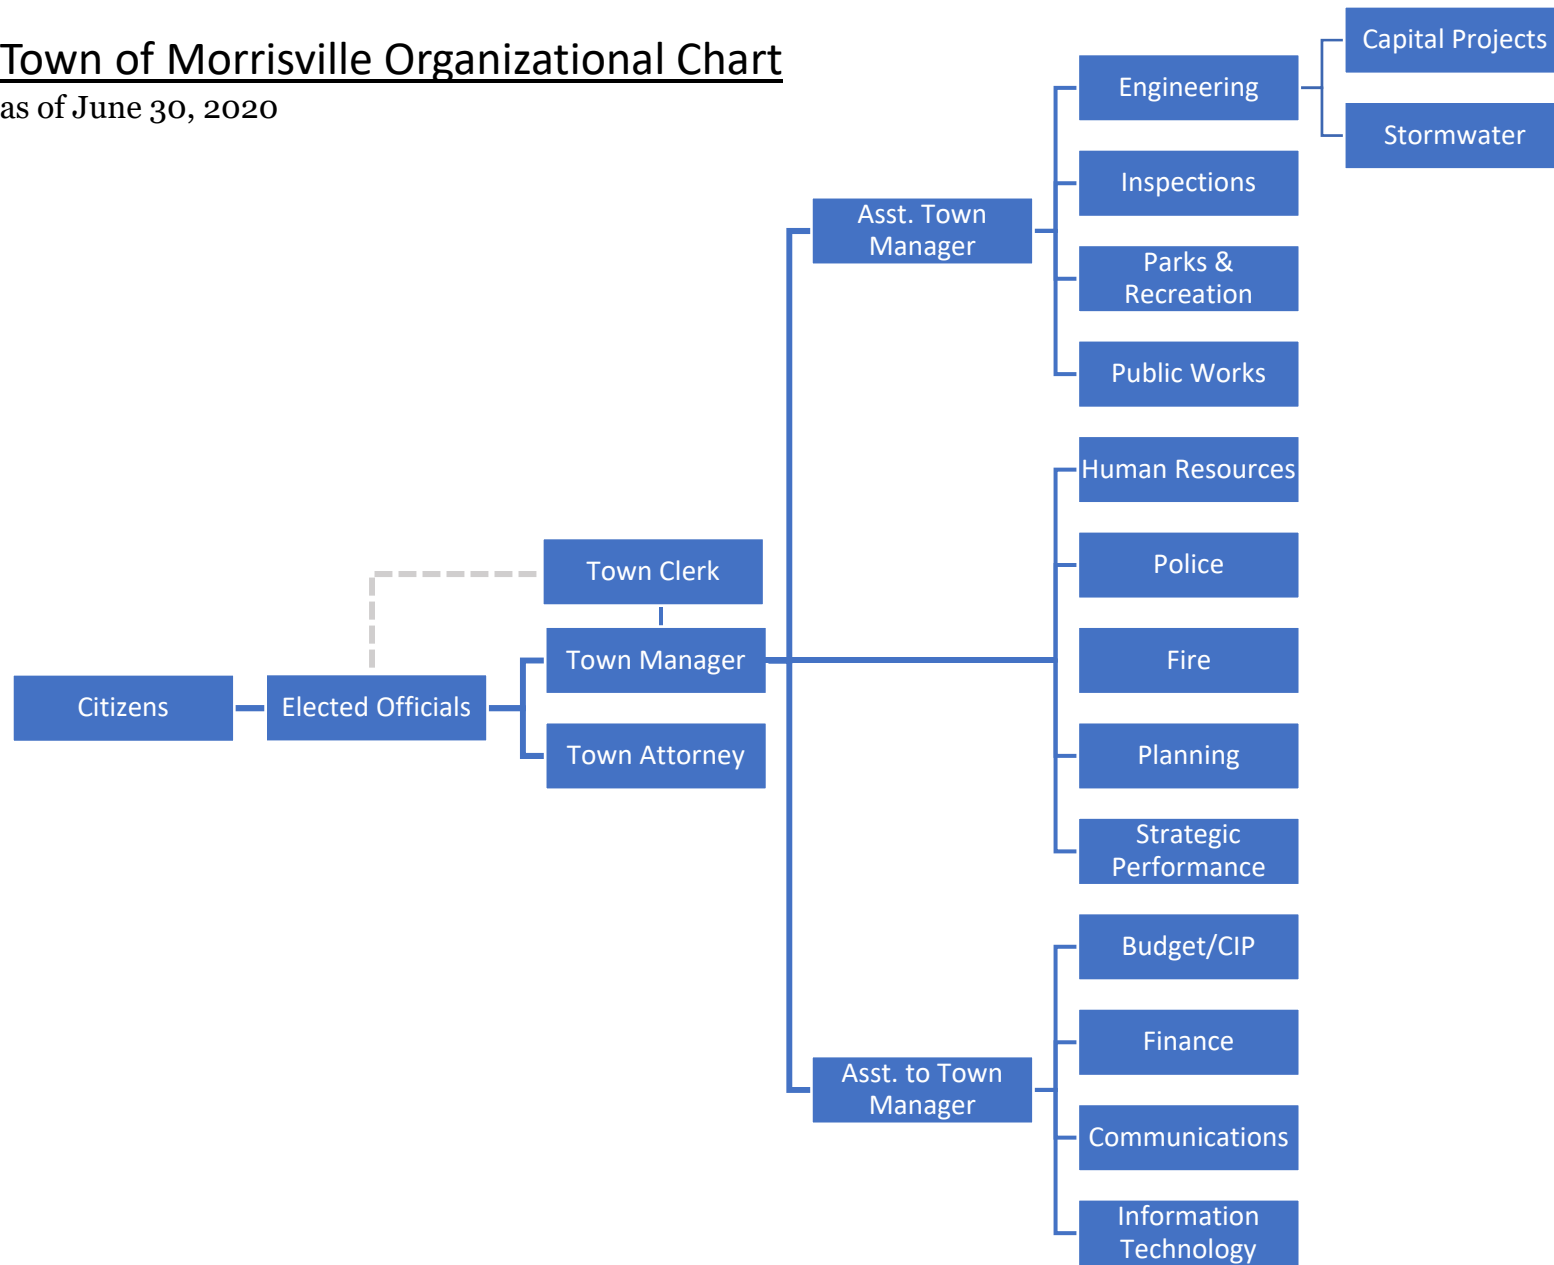 Town of Morrisville Organizational Chart
as of June 30, 2020
Citizens
Elected Officials
Town Clerk
Town Manager
Town Attorney
Asst. Town
Manager
Engineering
Capital Projects
Stormwater
Inspections
Parks &
Recreation
Public Works
Human Resources
Police
Fire
Planning
Strategic
Performance
Asst. to Town
Manager
Budget/CIP
Finance
Communications
Information
Technology